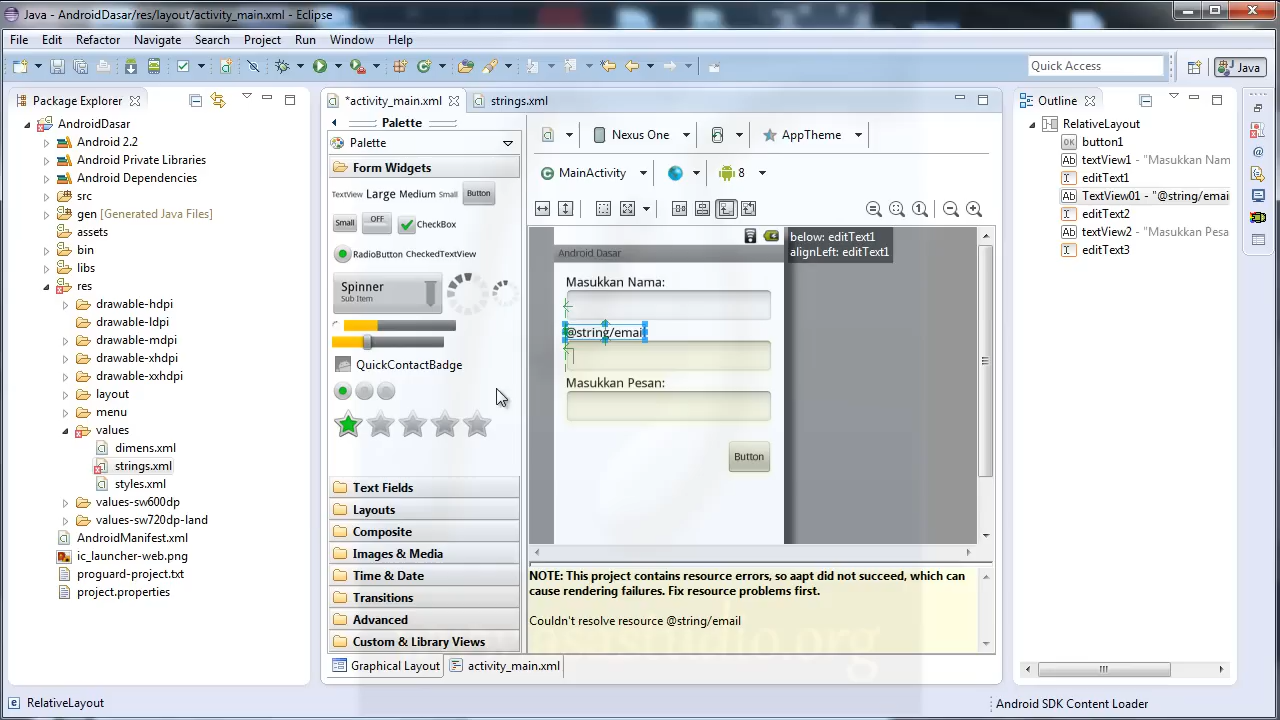 Java - AndroidDasar/res/layout/activity_main.xml - Eclipse
File Edit Refactor Navigate Search Project Run Window Help
Quick Access
Java
Package Explorer
AndroidDasar
Android 2.2
Android Private Libraries
Android Dependencies
src
gen [Generated Java Files]
assets
bin
libs
res
drawable-hdpi
drawable-ldpi
drawable-mdpi
drawable-xhdpi
drawable-xxhdpi
layout
menu
values
dimens.xml
strings.xml
styles.xml
values-sw600dp
values-sw720dp-land
AndroidManifest.xml
ic_launcher-web.png
proguard-project.txt
project.properties
*activity_main.xml
strings.xml
Palette
Palette
Form Widgets
TextView Large Medium Small Button
Small OFF CheckBox
RadioButton CheckedTextView
Spinner
Sub Item
QuickContactBadge
Text Fields
Layouts
Composite
Images & Media
Time & Date
Transitions
Advanced
Custom & Library Views
Graphical Layout
activity_main.xml
Nexus One
AppTheme
MainActivity
8
1
below: editText1
alignLeft: editText1
Android Dasar
Masukkan Nama:
@string/email
Masukkan Pesan:
Button
NOTE: This project contains resource errors, so aapt did not succeed, which can
cause rendering failures. Fix resource problems first.
Couldn't resolve resource @string/email
Outline
RelativeLayout
OK button1
Ab textView1 - "Masukkan Nam
editText1
Ab TextView01 - "@string/emai
editText2
Ab textView2 - "Masukkan Pesa
editText3
RelativeLayout
Android SDK Content Loader